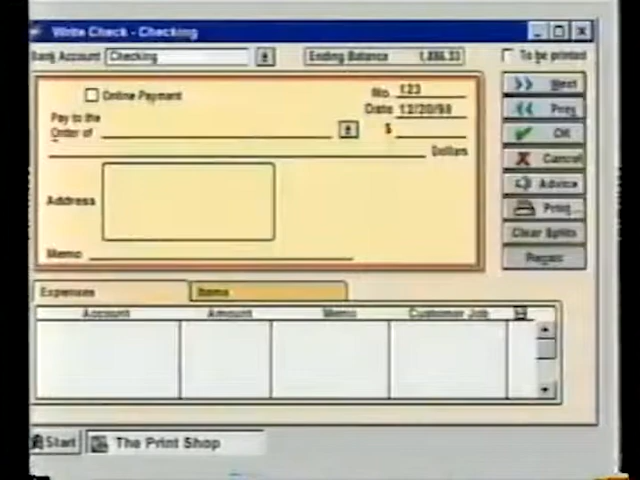 Write Check - Checking
Bank Account Checking Ending Balance 1,886.33 To be printed
Online Payment
No. 123
Date 12/20/98
Pay to the
Order of
$
Dollars
Address
Memo
Next
Prev
OK
Cancel
Advice
Print...
Clear Splits
Recalc
Expenses Items
Account Amount Memo Customer:Job
Start The Print Shop